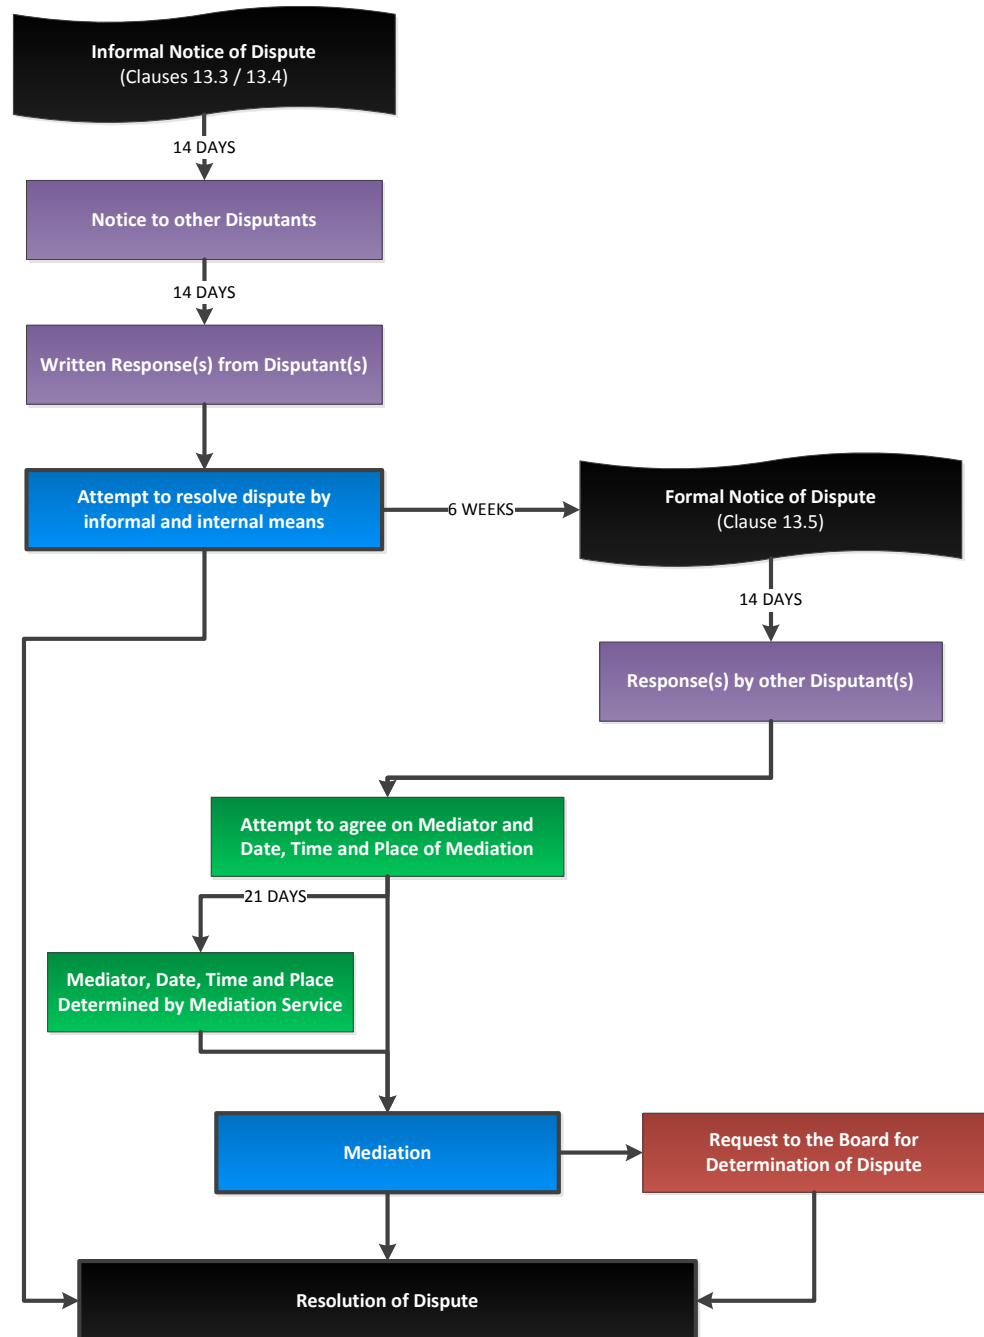 Informal Notice of Dispute
(Clauses 13.3 / 13.4)
14 DAYS
Notice to other Disputants
14 DAYS
Written Response(s) from Disputant(s)
Attempt to resolve dispute by
informal and internal means
6 WEEKS
Formal Notice of Dispute
(Clause 13.5)
14 DAYS
Response(s) by other Disputant(s)
Attempt to agree on Mediator and
Date, Time and Place of Mediation
21 DAYS
Mediator, Date, Time and Place
Determined by Mediation Service
Mediation
Request to the Board for
Determination of Dispute
Resolution of Dispute